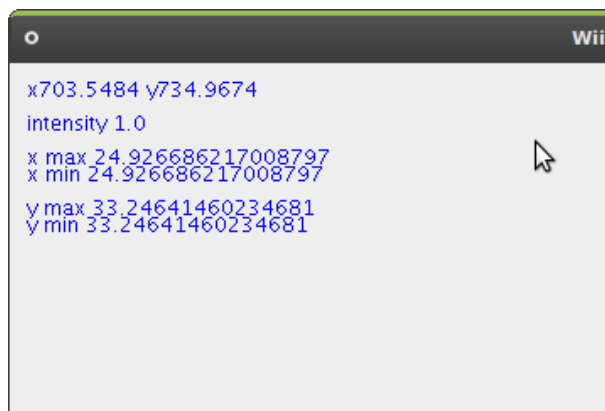 Wii
x703.5484 y734.9674
intensity 1.0
x max 24.926686217008797
x min 24.926686217008797
y max 33.24641460234681
y min 33.24641460234681